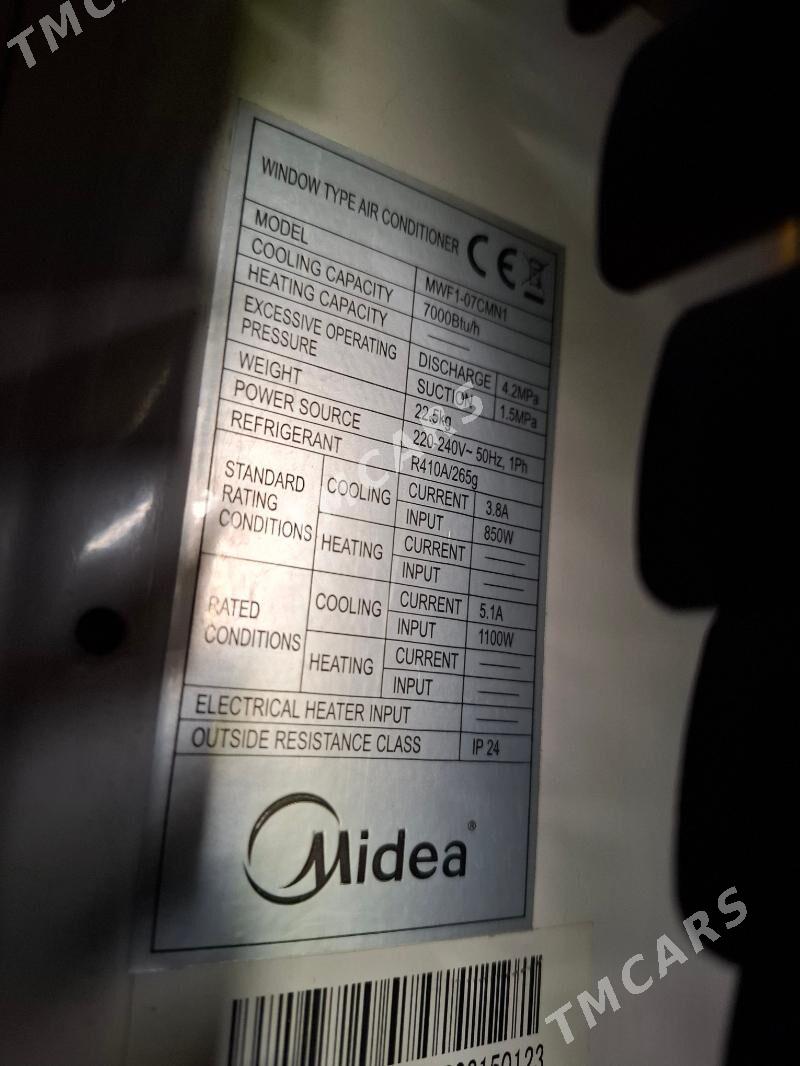 TMCARS
WINDOW TYPE AIR CONDITIONER CE
MODEL MWF1-07CMN1
COOLING CAPACITY 7000Btu/h
HEATING CAPACITY ——
EXCESSIVE OPERATING PRESSURE DISCHARGE 4.2MPa
SUCTION 1.5MPa
WEIGHT 22.5kg
POWER SOURCE 220-240V~ 50Hz, 1Ph
REFRIGERANT R410A/265g
STANDARD RATING CONDITIONS COOLING CURRENT 3.8A
INPUT 850W
HEATING CURRENT ——
INPUT ——
RATED CONDITIONS COOLING CURRENT 5.1A
INPUT 1100W
HEATING CURRENT ——
INPUT ——
ELECTRICAL HEATER INPUT ——
OUTSIDE RESISTANCE CLASS IP 24
TMCARS
Midea®
TMCARS